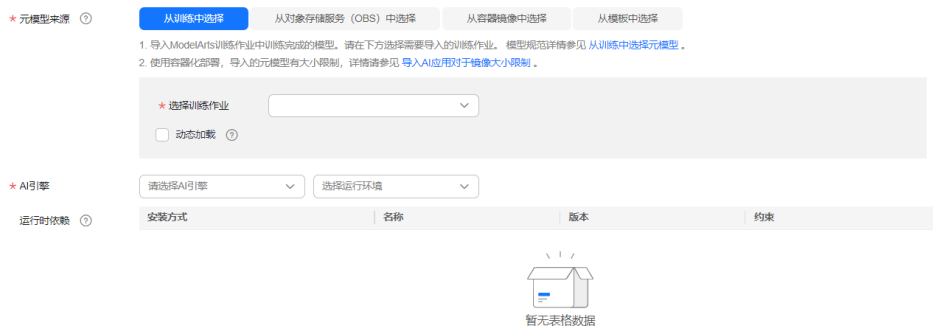 * 元模型来源 ? 从训练中选择 从对象存储服务（OBS）中选择 从容器镜像中选择 从模板中选择
1. 导入ModelArts训练作业中训练完成的模型。请在下方选择需要导入的训练作业。 模型规范详情参见 从训练中选择元模型 。
2. 使用容器化部署，导入的元模型有大小限制，详情请参见 导入AI应用对于镜像大小限制 。
* 选择训练作业
动态加载 ?
* AI引擎 请选择AI引擎 选择运行环境
运行时依赖 ? 安装方式 名称 版本 约束
暂无表格数据